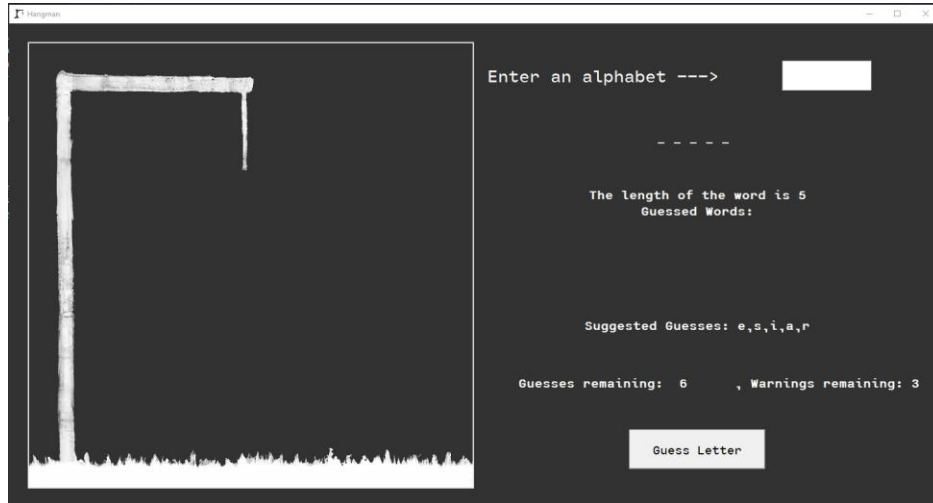 Hangman
Enter an alphabet --->
- - - - -
The length of the word is 5
Guessed Words:
Suggested Guesses: e,s,i,a,r
Guesses remaining: 6 , Warnings remaining: 3
Guess Letter